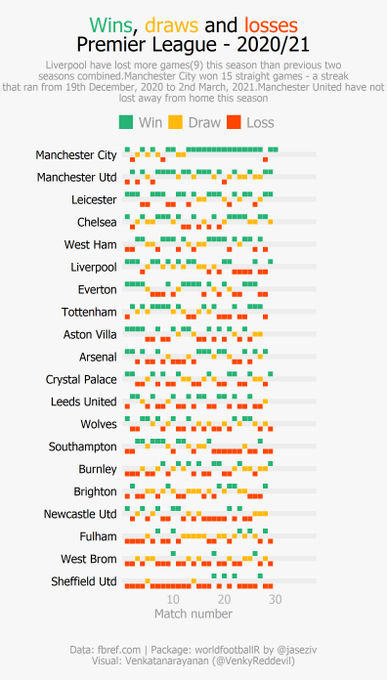 Wins, draws and losses
Premier League - 2020/21
Liverpool have lost more games(9) this season than previous two
seasons combined.Manchester City won 15 straight games - a streak
that ran from 19th December, 2020 to 2nd March, 2021.Manchester United have not
lost away from home this season
Win Draw Loss
Manchester City
Manchester Utd
Leicester
Chelsea
West Ham
Liverpool
Everton
Tottenham
Aston Villa
Arsenal
Crystal Palace
Leeds United
Wolves
Southampton
Burnley
Brighton
Newcastle Utd
Fulham
West Brom
Sheffield Utd
10 20 30
Match number
Data: fbref.com | Package: worldfootballR by @jaseziv
Visual: Venkatanarayanan (@VenkyReddevil)